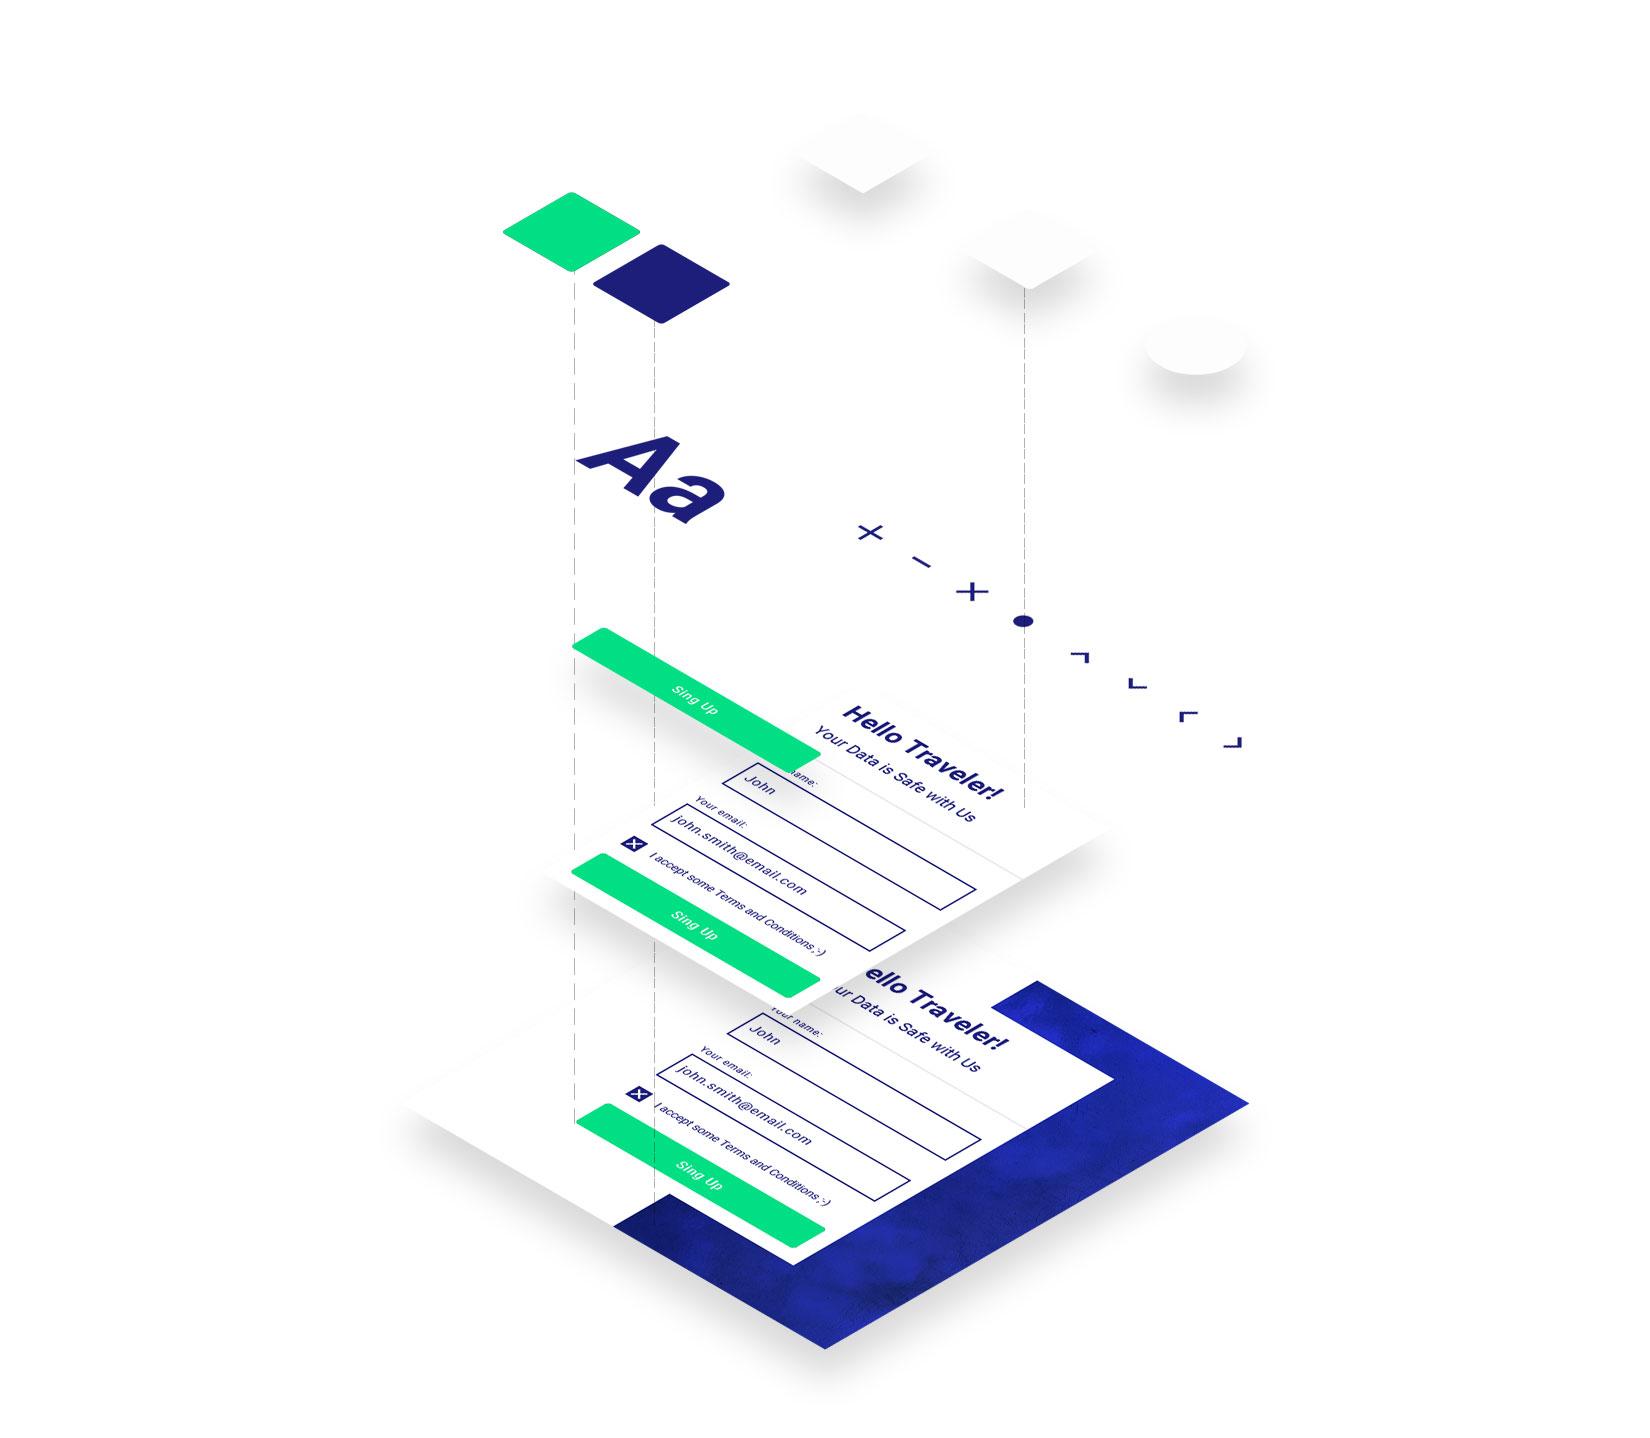 Aa
Sing Up
Hello Traveler!
Your Data is Safe with Us
name:
John
Your email:
john.smith@email.com
I accept some Terms and Conditions ;-)
Sing Up
ello Traveler!
ur Data is Safe with Us
Your name:
John
Your email:
john.smith@email.com
I accept some Terms and Conditions ;-)
Sing Up